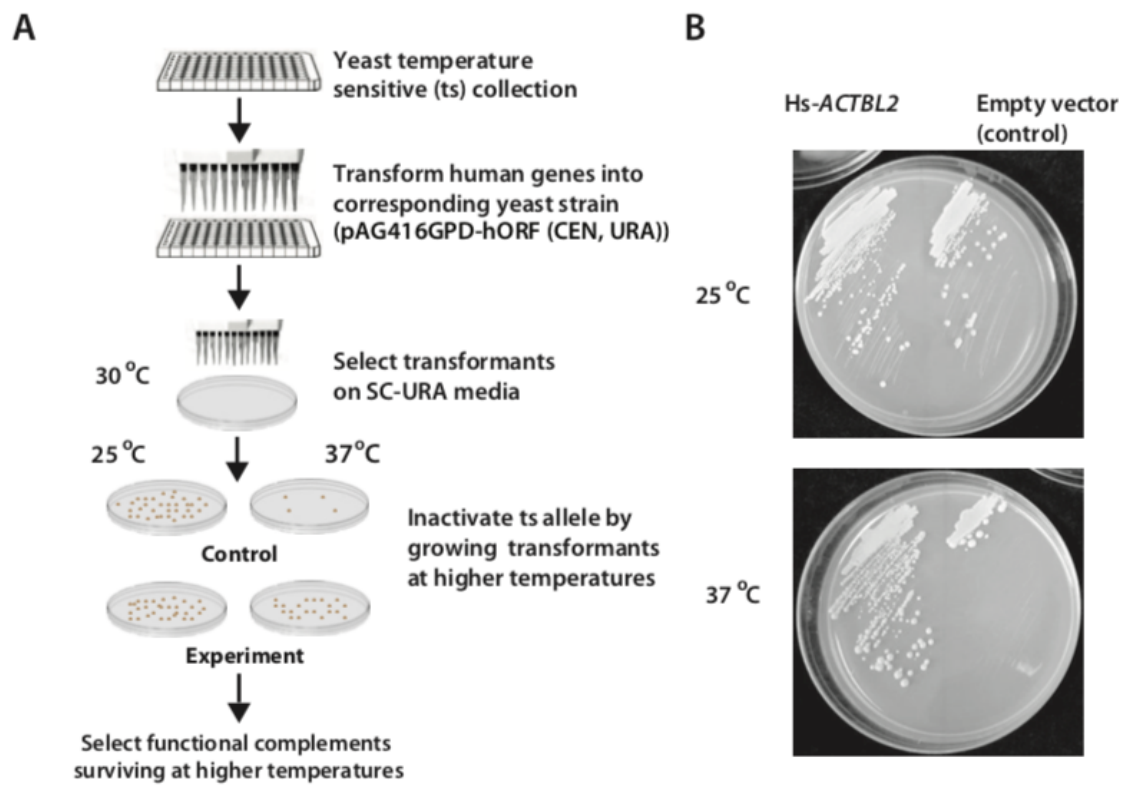 A
Yeast temperature
sensitive (ts) collection
Transform human genes into
corresponding yeast strain
(pAG416GPD-hORF (CEN, URA))
30 °C
Select transformants
on SC-URA media
25 °C
37°C
Control
Inactivate ts allele by
growing transformants
at higher temperatures
Experiment
Select functional complements
surviving at higher temperatures
B
Hs-ACTBL2
Empty vector
(control)
25 °C
37 °C